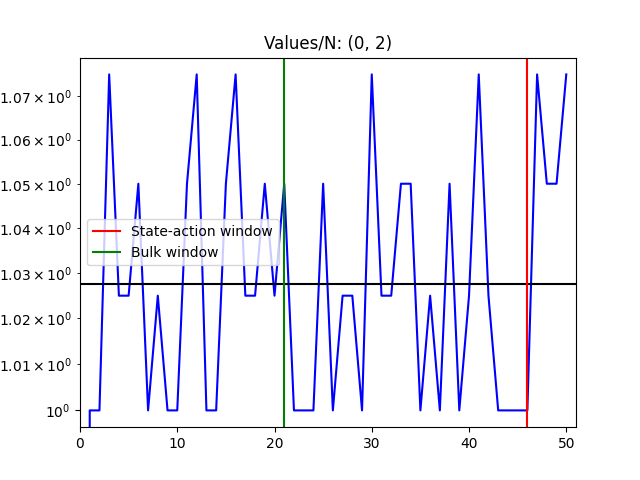 Values/N: (0, 2)
1.07 × 10⁰
1.06 × 10⁰
1.05 × 10⁰
1.04 × 10⁰
1.03 × 10⁰
1.02 × 10⁰
1.01 × 10⁰
10⁰
State-action window
Bulk window
0 10 20 30 40 50